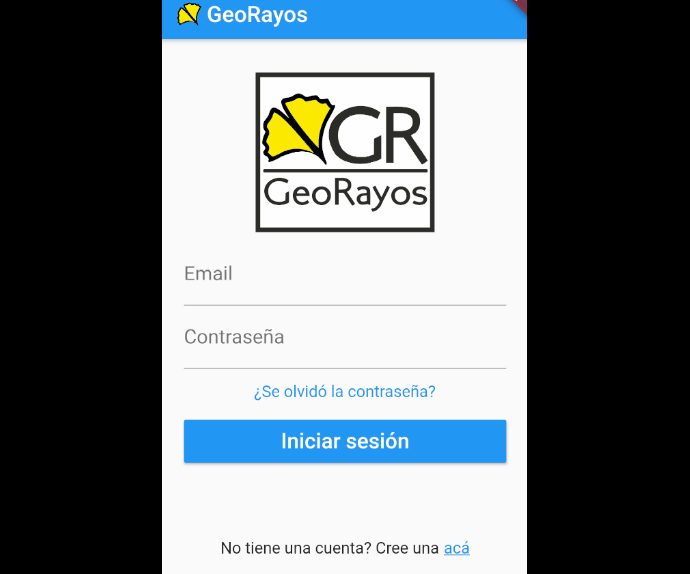 GeoRayos
GR
GeoRayos
Email
Contraseña
¿Se olvidó la contraseña?
Iniciar sesión
No tiene una cuenta? Cree una acá